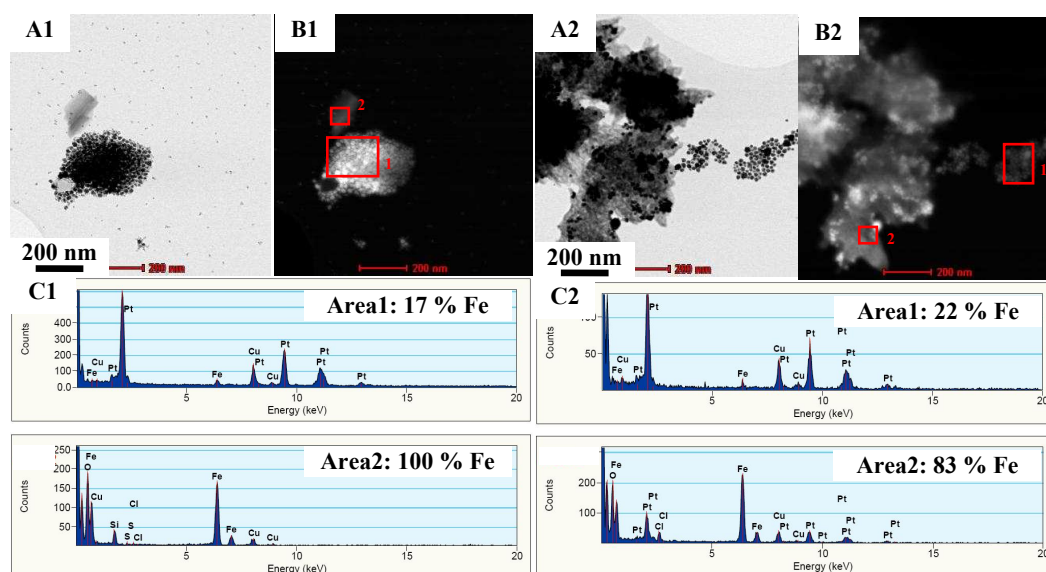 A1
B1
A2
B2
2
1
1
2
200 nm
200 nm
200 nm
200 nm
200 nm
200 nm
C1
Area1: 17 % Fe
Counts
400
300
200
100
0.0
Fe
Cu
Pt
Pt
Fe
Cu
Pt
Cu
Pt
Pt
Pt
Pt
5
10
15
20
Energy (keV)
C2
Area1: 22 % Fe
Counts
100
50
Fe
Cu
Pt
Pt
Fe
Cu
Pt
Cu
Pt
Pt
Pt
Pt
Pt
5
10
15
20
Energy (keV)
Area2: 100 % Fe
Counts
250
200
150
100
50
Fe
O
Cu
Si
Cl
S
S
Cl
Fe
Fe
Cu
Cu
5
10
15
20
Energy (keV)
Area2: 83 % Fe
Counts
200
100
Fe
O
Pt
Pt
Pt
Cl
Cl
Fe
Fe
Cu
Pt
Cu
Pt
Pt
Pt
Pt
Pt
Pt
Pt
Pt
5
10
15
20
Energy (keV)